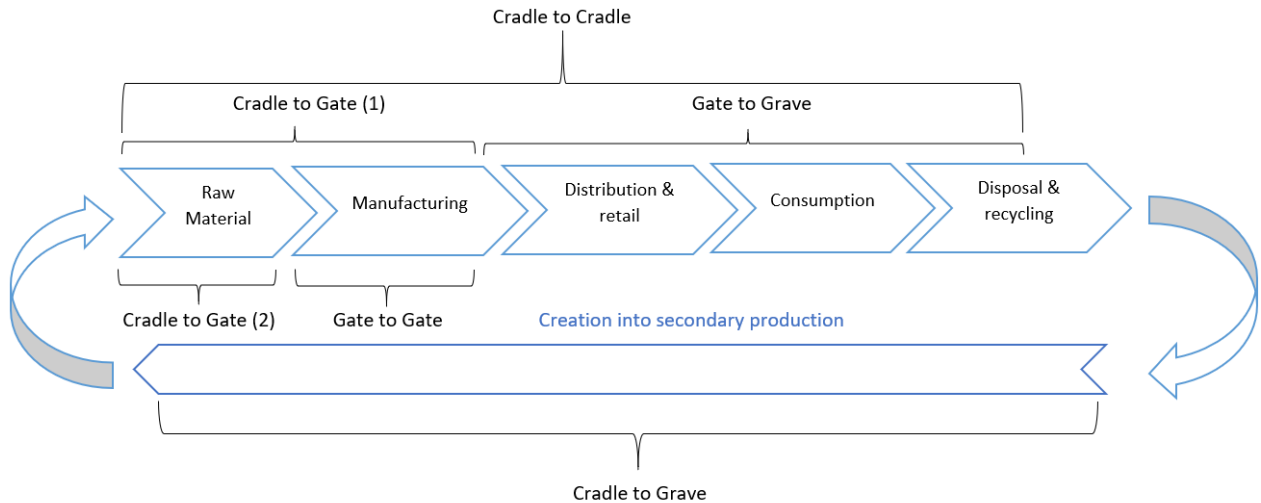 Cradle to Cradle
Cradle to Gate (1)
Gate to Grave
Raw
Material
Manufacturing
Distribution &
retail
Consumption
Disposal &
recycling
Cradle to Gate (2)
Gate to Gate
Creation into secondary production
Cradle to Grave